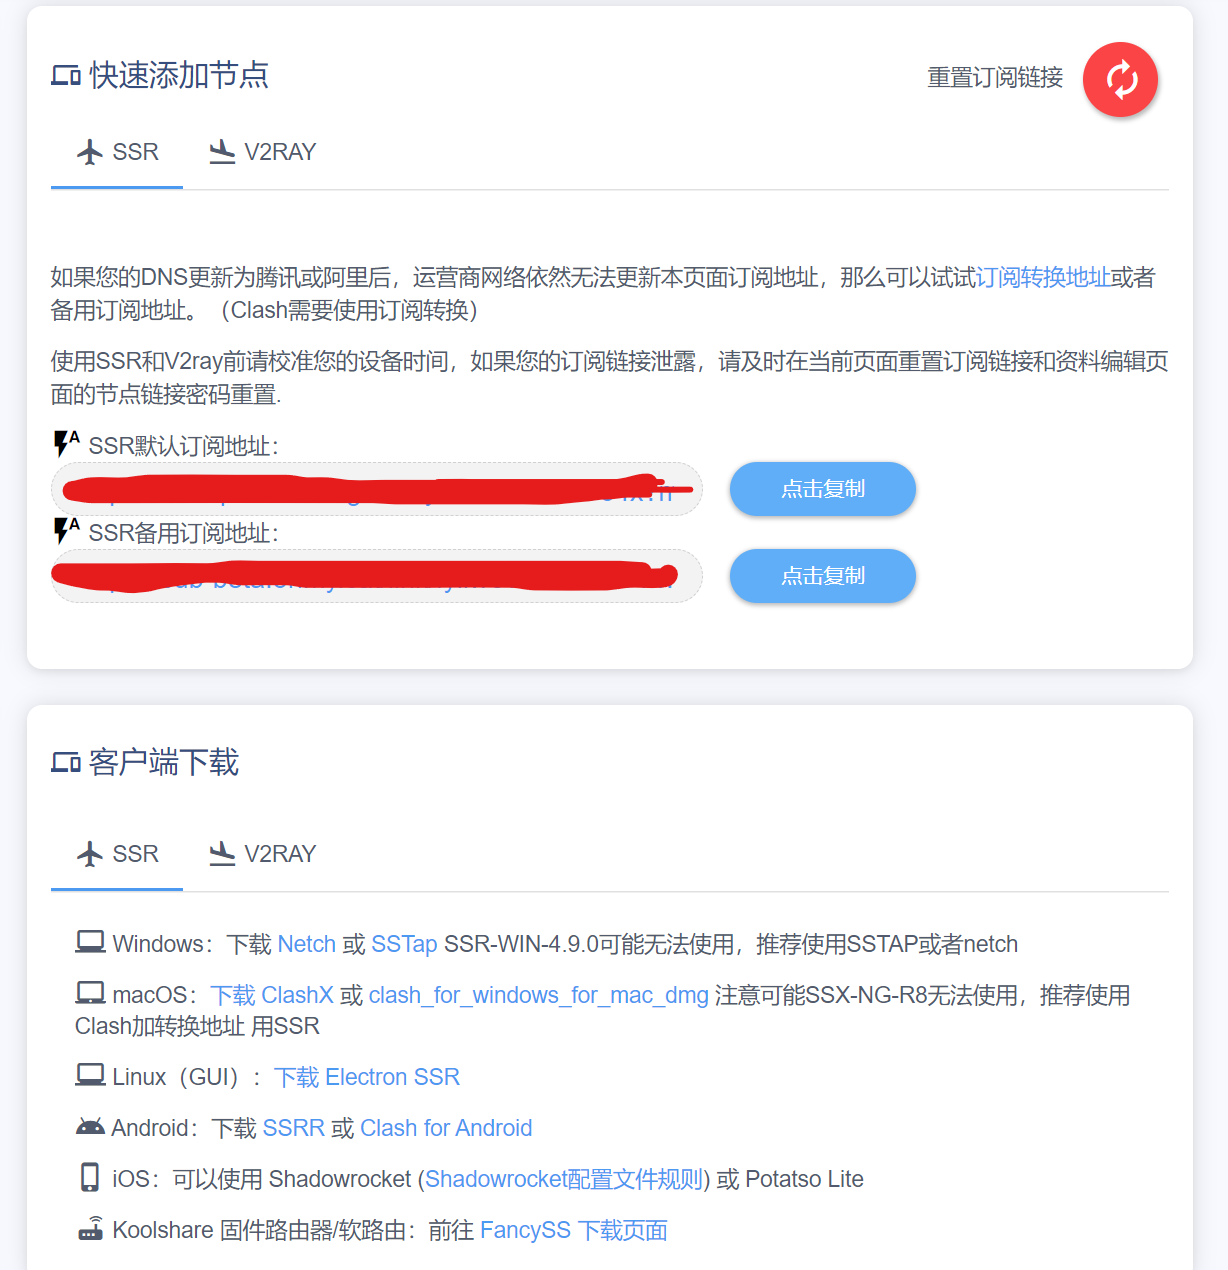 快速添加节点
重置订阅链接
SSR
V2RAY
如果您的DNS更新为腾讯或阿里后，运营商网络依然无法更新本页面订阅地址，那么可以试试订阅转换地址或者
备用订阅地址。（Clash需要使用订阅转换）
使用SSR和V2ray前请校准您的设备时间，如果您的订阅链接泄露，请及时在当前页面重置订阅链接和资料编辑页
面的节点链接密码重置.
SSR默认订阅地址：
点击复制
SSR备用订阅地址：
点击复制
客户端下载
SSR
V2RAY
Windows：下载 Netch 或 SSTap SSR-WIN-4.9.0可能无法使用，推荐使用SSTAP或者netch
macOS：下载 ClashX 或 clash_for_windows_for_mac_dmg 注意可能SSX-NG-R8无法使用，推荐使用
Clash加转换地址 用SSR
Linux（GUI）：下载 Electron SSR
Android：下载 SSRR 或 Clash for Android
iOS：可以使用 Shadowrocket (Shadowrocket配置文件规则) 或 Potatso Lite
Koolshare 固件路由器/软路由：前往 FancySS 下载页面